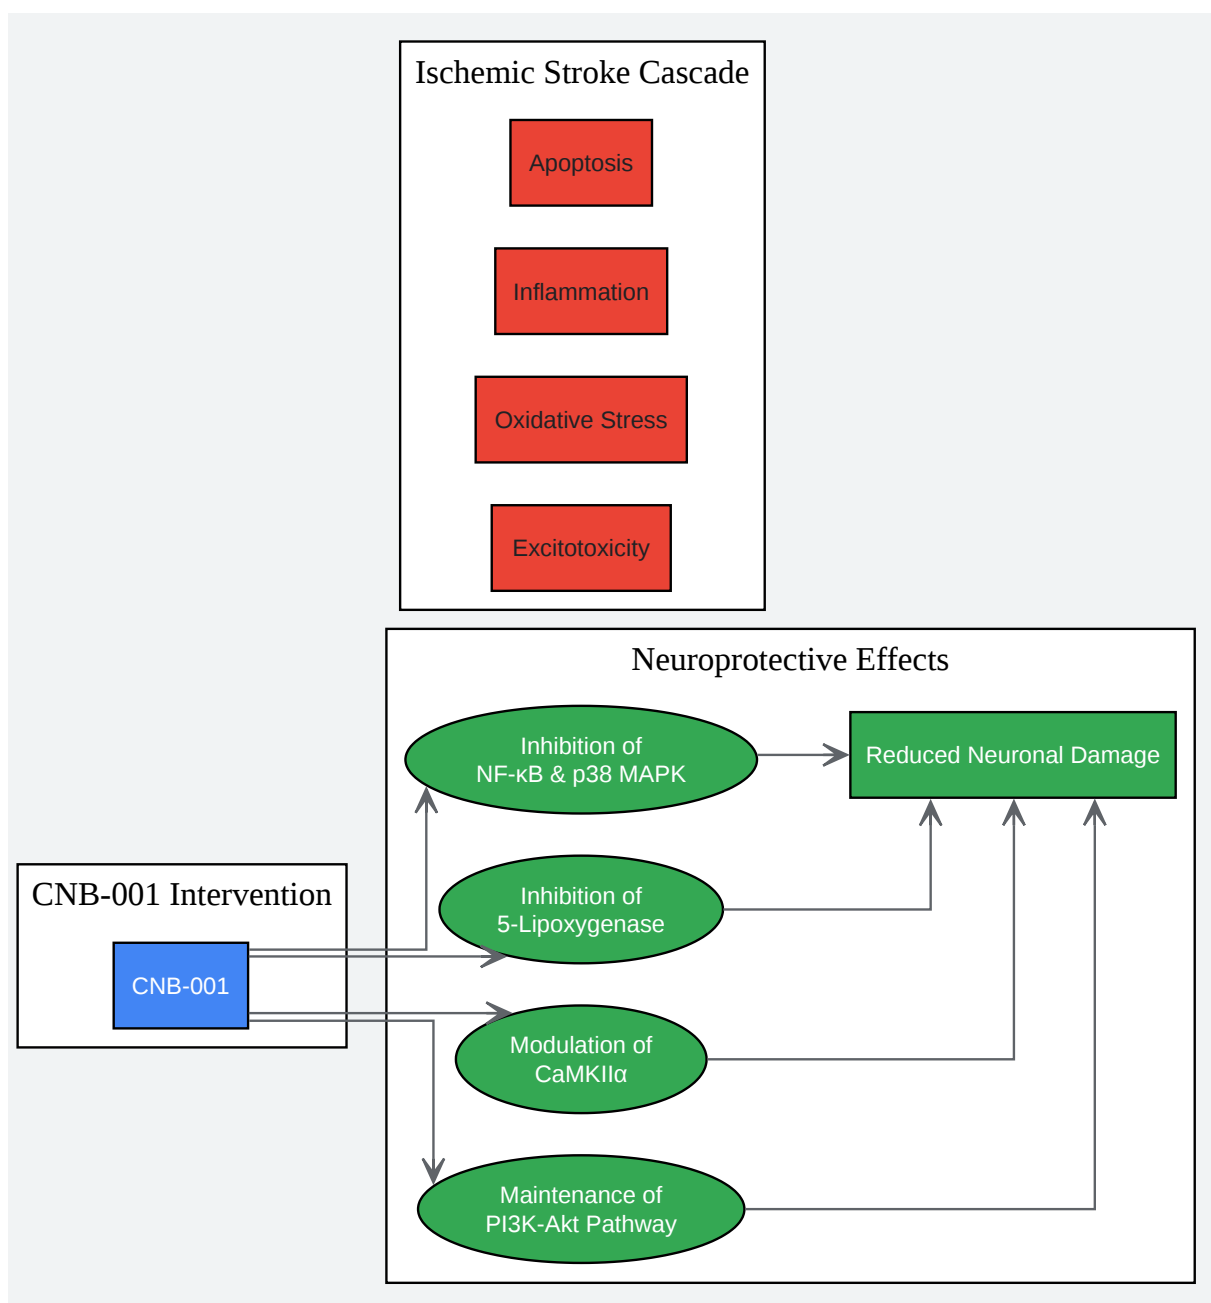 Ischemic Stroke Cascade
Apoptosis
Inflammation
Oxidative Stress
Excitotoxicity
Neuroprotective Effects
Inhibition of
NF-κB & p38 MAPK
Reduced Neuronal Damage
Inhibition of
5-Lipoxygenase
CNB-001 Intervention
CNB-001
Modulation of
CaMKIIα
Maintenance of
PI3K-Akt Pathway